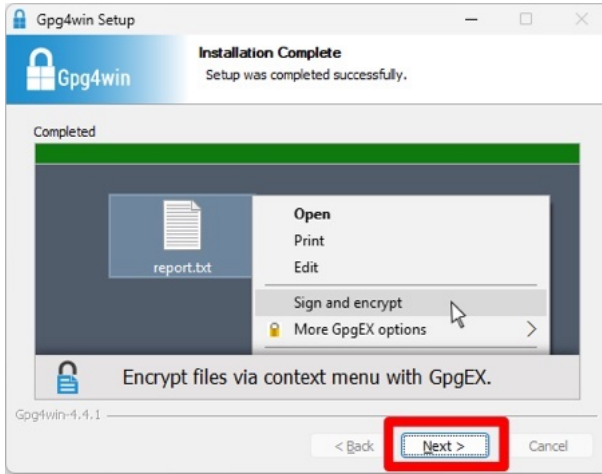 Gpg4win Setup
Gpg4win
Installation Complete
Setup was completed successfully.
Completed
report.txt
Open
Print
Edit
Sign and encrypt
More GpgEX options
Encrypt files via context menu with GpgEX.
Gpg4win-4.4.1
< Back
Next >
Cancel